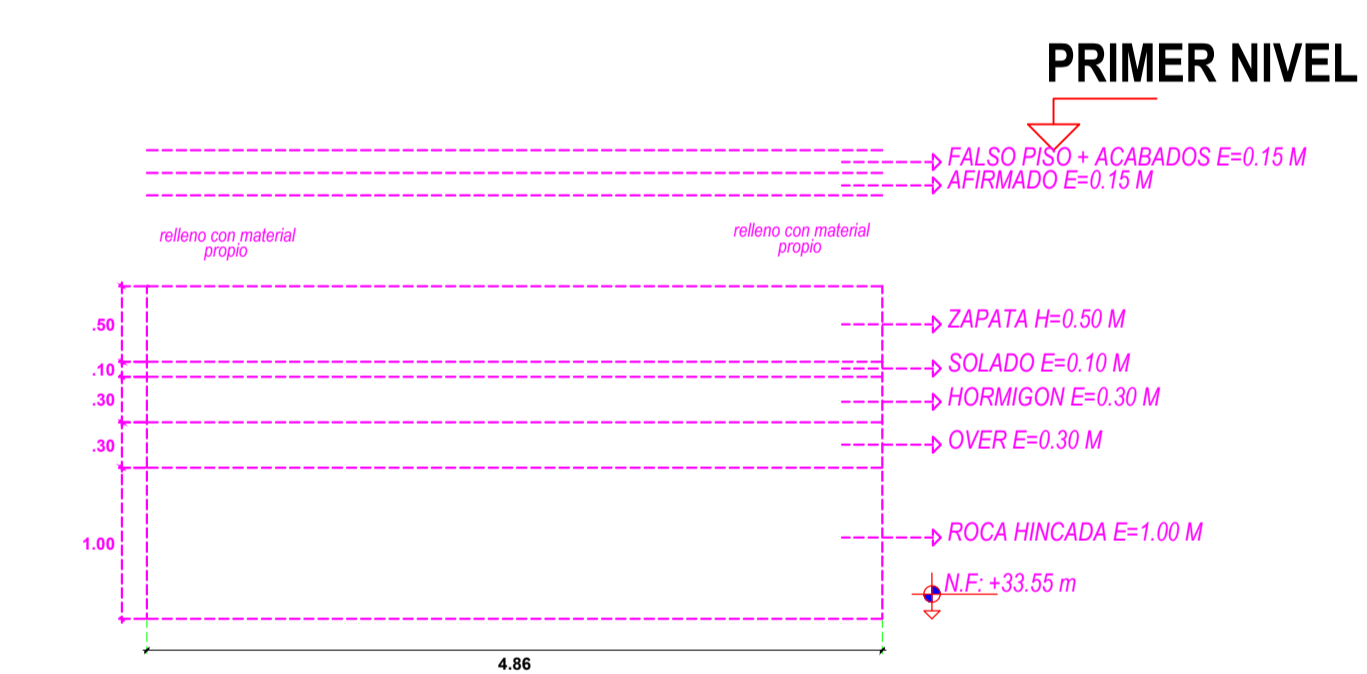 PRIMER NIVEL
FALSO PISO + ACABADOS E=0.15 M
AFIRMADO E=0.15 M
relleno con material
propio
relleno con material
propio
.50
ZAPATA H=0.50 M
.10
SOLADO E=0.10 M
.30
HORMIGON E=0.30 M
.30
OVER E=0.30 M
1.00
ROCA HINCADA E=1.00 M
N.F: +33.55 m
4.86